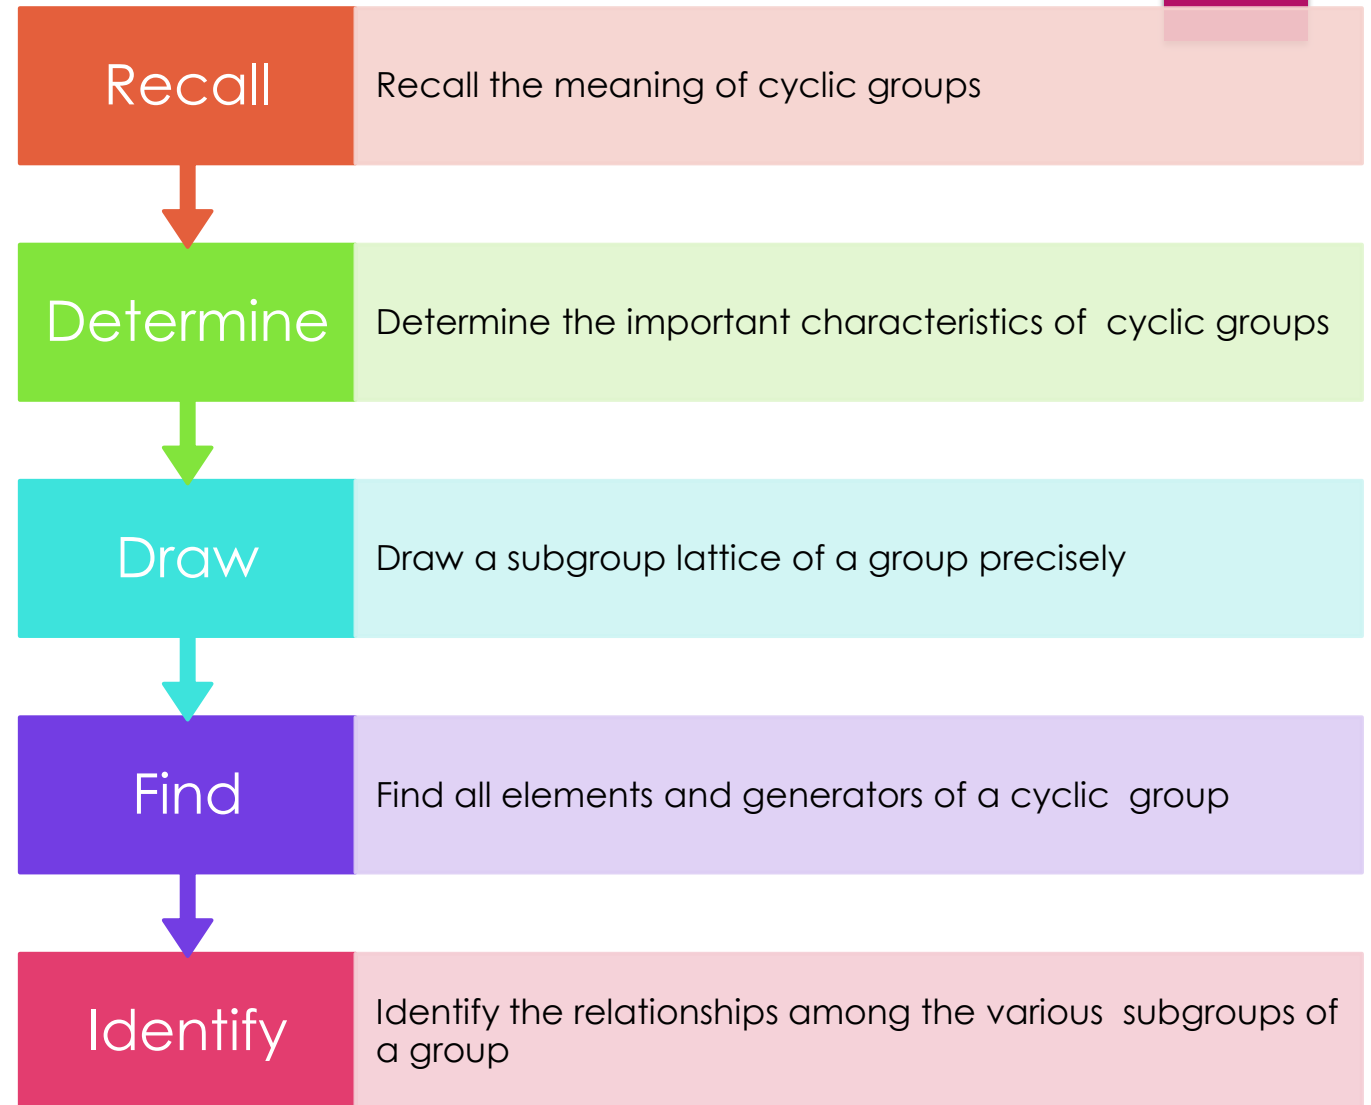 Recall
Recall the meaning of cyclic groups
Determine
Determine the important characteristics of  cyclic groups
Draw
Draw a subgroup lattice of a group precisely
Find
Find all elements and generators of a cyclic  group
Identify
Identify the relationships among the various  subgroups of
a group